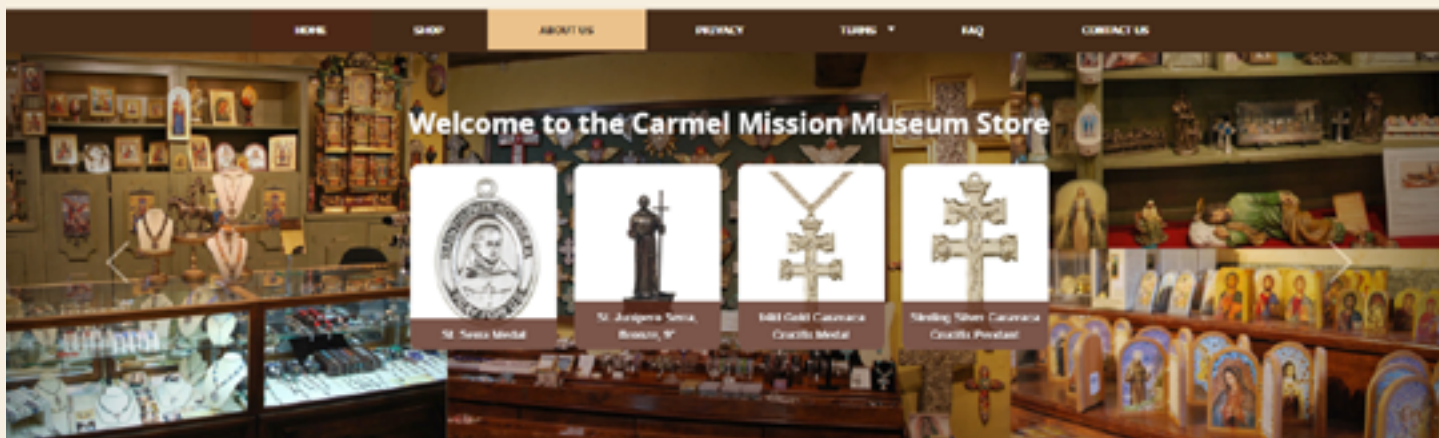 HOME
SHOP
ABOUT US
PRIVACY
TERMS
FAQ
CONTACT US
Welcome to the Carmel Mission Museum Store
St. Serra Medal
St. Junipero Serra,
Bronze, 9"
Gold Caravaca
Crucifix Medal
Sterling Silver Caravaca
Crucifix Pendant